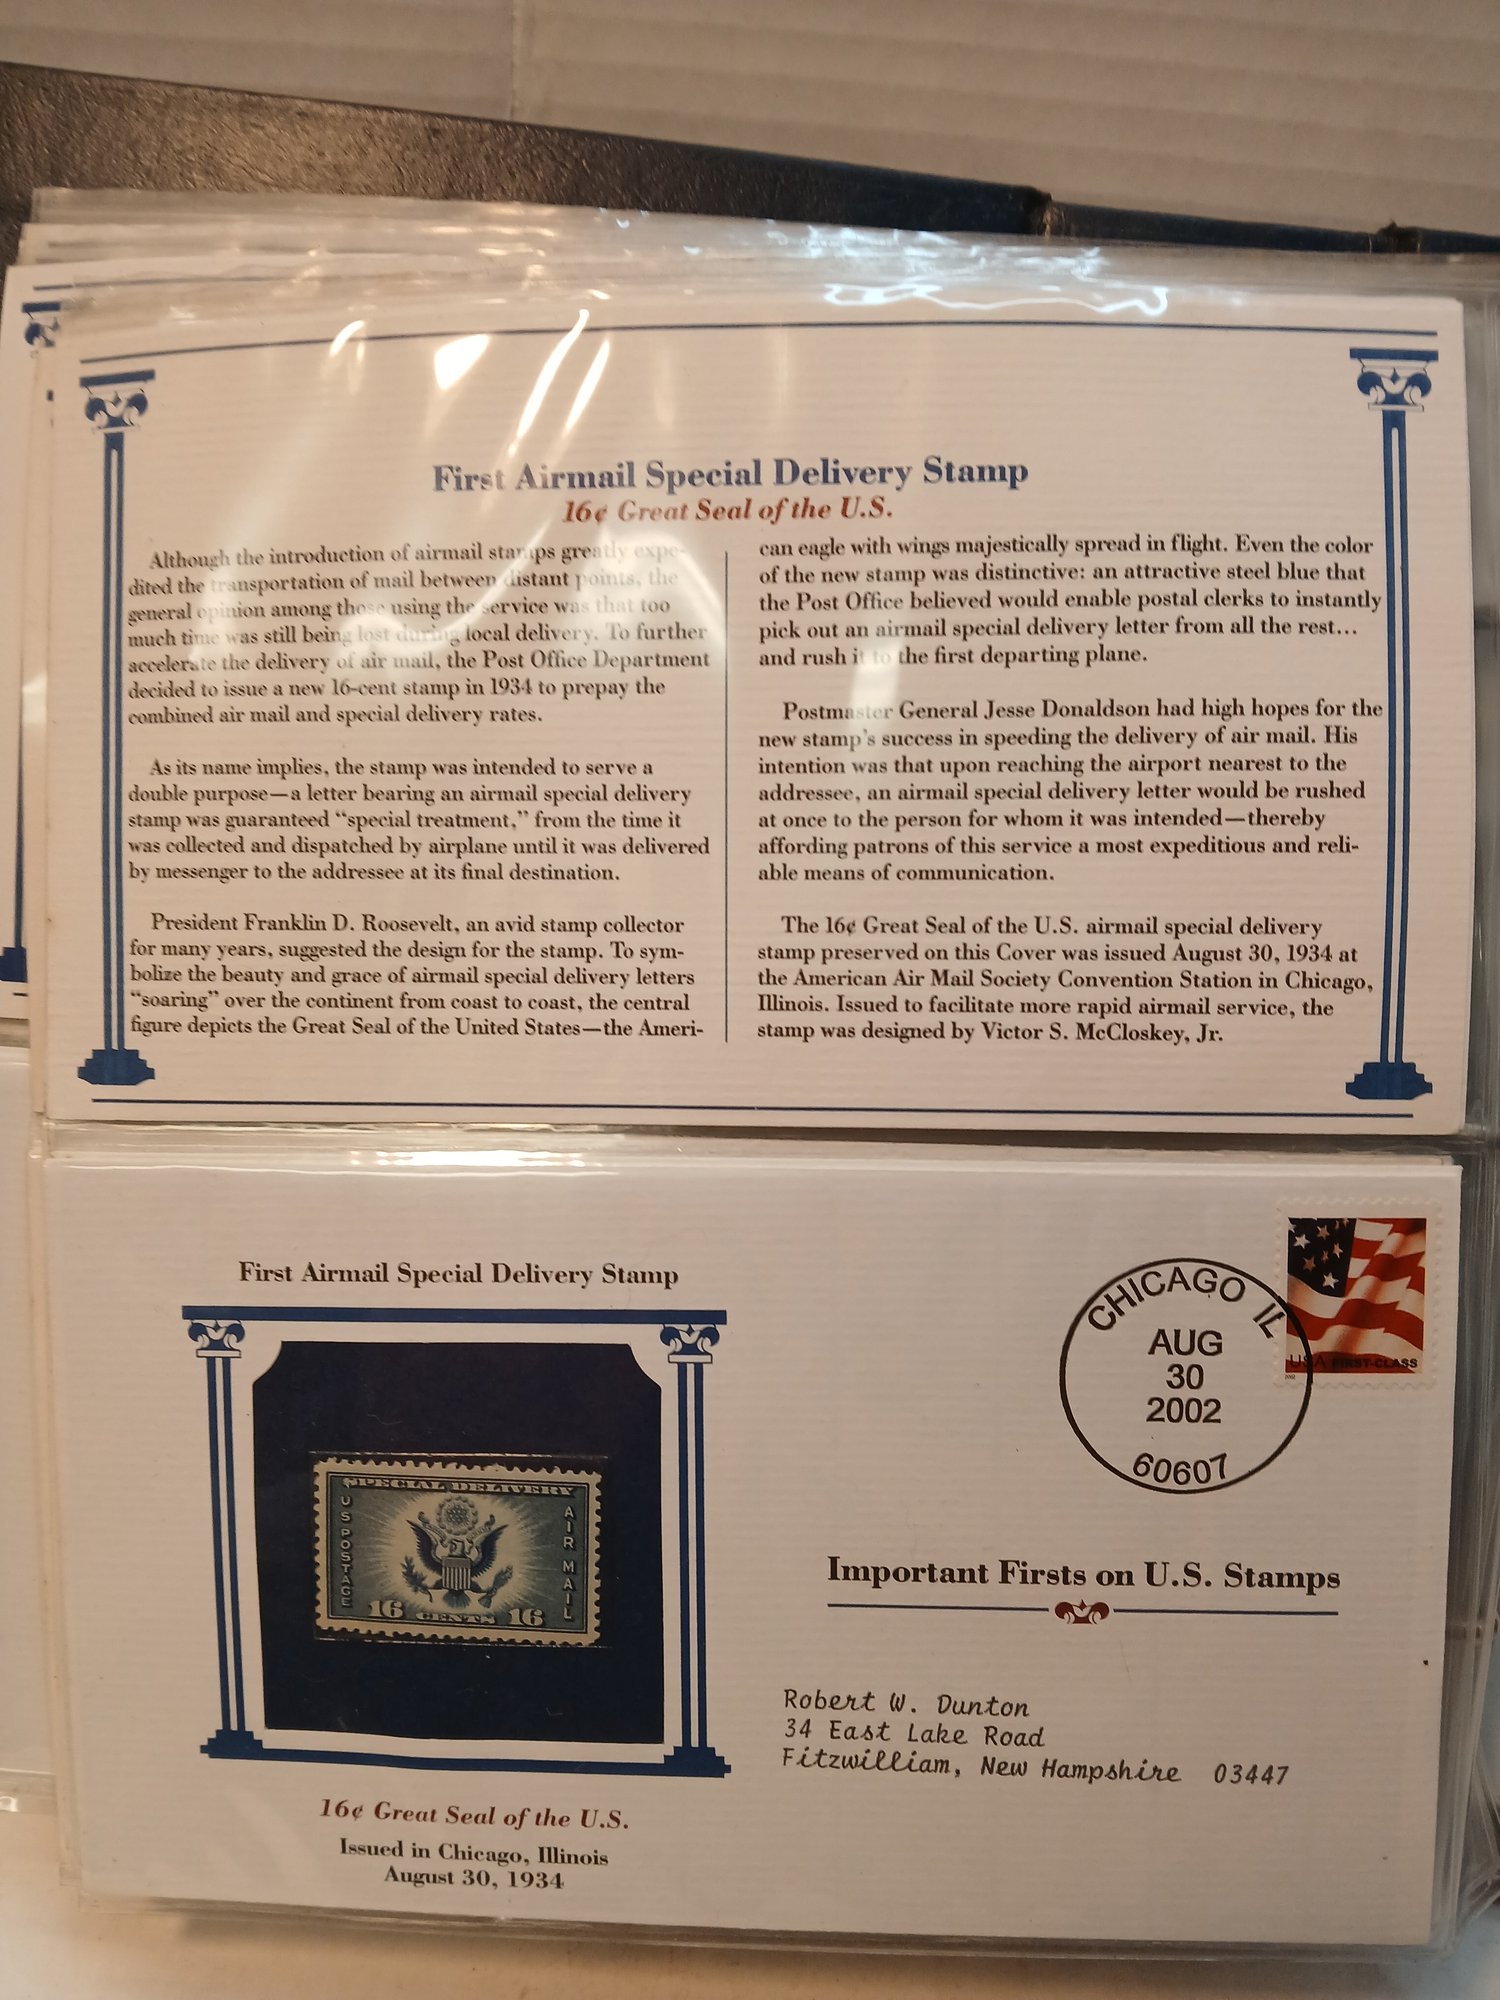 First Airmail Special Delivery Stamp
16¢ Great Seal of the U.S.
Although the introduction of airmail stamps greatly expe-
dited the transportation of mail between distant points, the
general opinion among those using the service was that too
much time was still being lost during local delivery. To further
accelerate the delivery of air mail, the Post Office Department
decided to issue a new 16-cent stamp in 1934 to prepay the
combined air mail and special delivery rates.
As its name implies, the stamp was intended to serve a
double purpose—a letter bearing an airmail special delivery
stamp was guaranteed “special treatment,” from the time it
was collected and dispatched by airplane until it was delivered
by messenger to the addressee at its final destination.
President Franklin D. Roosevelt, an avid stamp collector
for many years, suggested the design for the stamp. To sym-
bolize the beauty and grace of airmail special delivery letters
“soaring” over the continent from coast to coast, the central
figure depicts the Great Seal of the United States—the Ameri-
can eagle with wings majestically spread in flight. Even the color
of the new stamp was distinctive: an attractive steel blue that
the Post Office believed would enable postal clerks to instantly
pick out an airmail special delivery letter from all the rest...
and rush it to the first departing plane.
Postmaster General Jesse Donaldson had high hopes for the
new stamp’s success in speeding the delivery of air mail. His
intention was that upon reaching the airport nearest to the
addressee, an airmail special delivery letter would be rushed
at once to the person for whom it was intended—thereby
affording patrons of this service a most expeditious and reli-
able means of communication.
The 16¢ Great Seal of the U.S. airmail special delivery
stamp preserved on this Cover was issued August 30, 1934 at
the American Air Mail Society Convention Station in Chicago,
Illinois. Issued to facilitate more rapid airmail service, the
stamp was designed by Victor S. McCloskey, Jr.
First Airmail Special Delivery Stamp
SPECIAL DELIVERY
US POSTAGE
AIR MAIL
16 CENTS 16
16¢ Great Seal of the U.S.
Issued in Chicago, Illinois
August 30, 1934
CHICAGO IL
AUG
30
2002
60607
USA FIRST-CLASS
2002
Important Firsts on U.S. Stamps
Robert W. Dunton
34 East Lake Road
Fitzwilliam, New Hampshire 03447